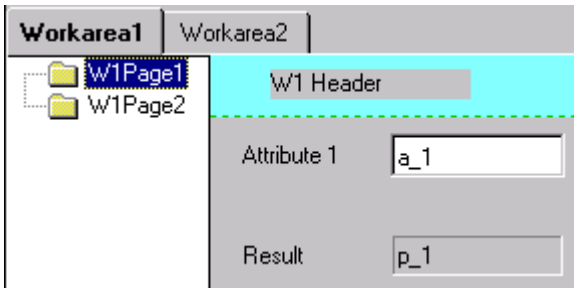 Workarea1 Workarea2
W1Page1
W1Page2
W1 Header
Attribute 1 a_1
Result p_1